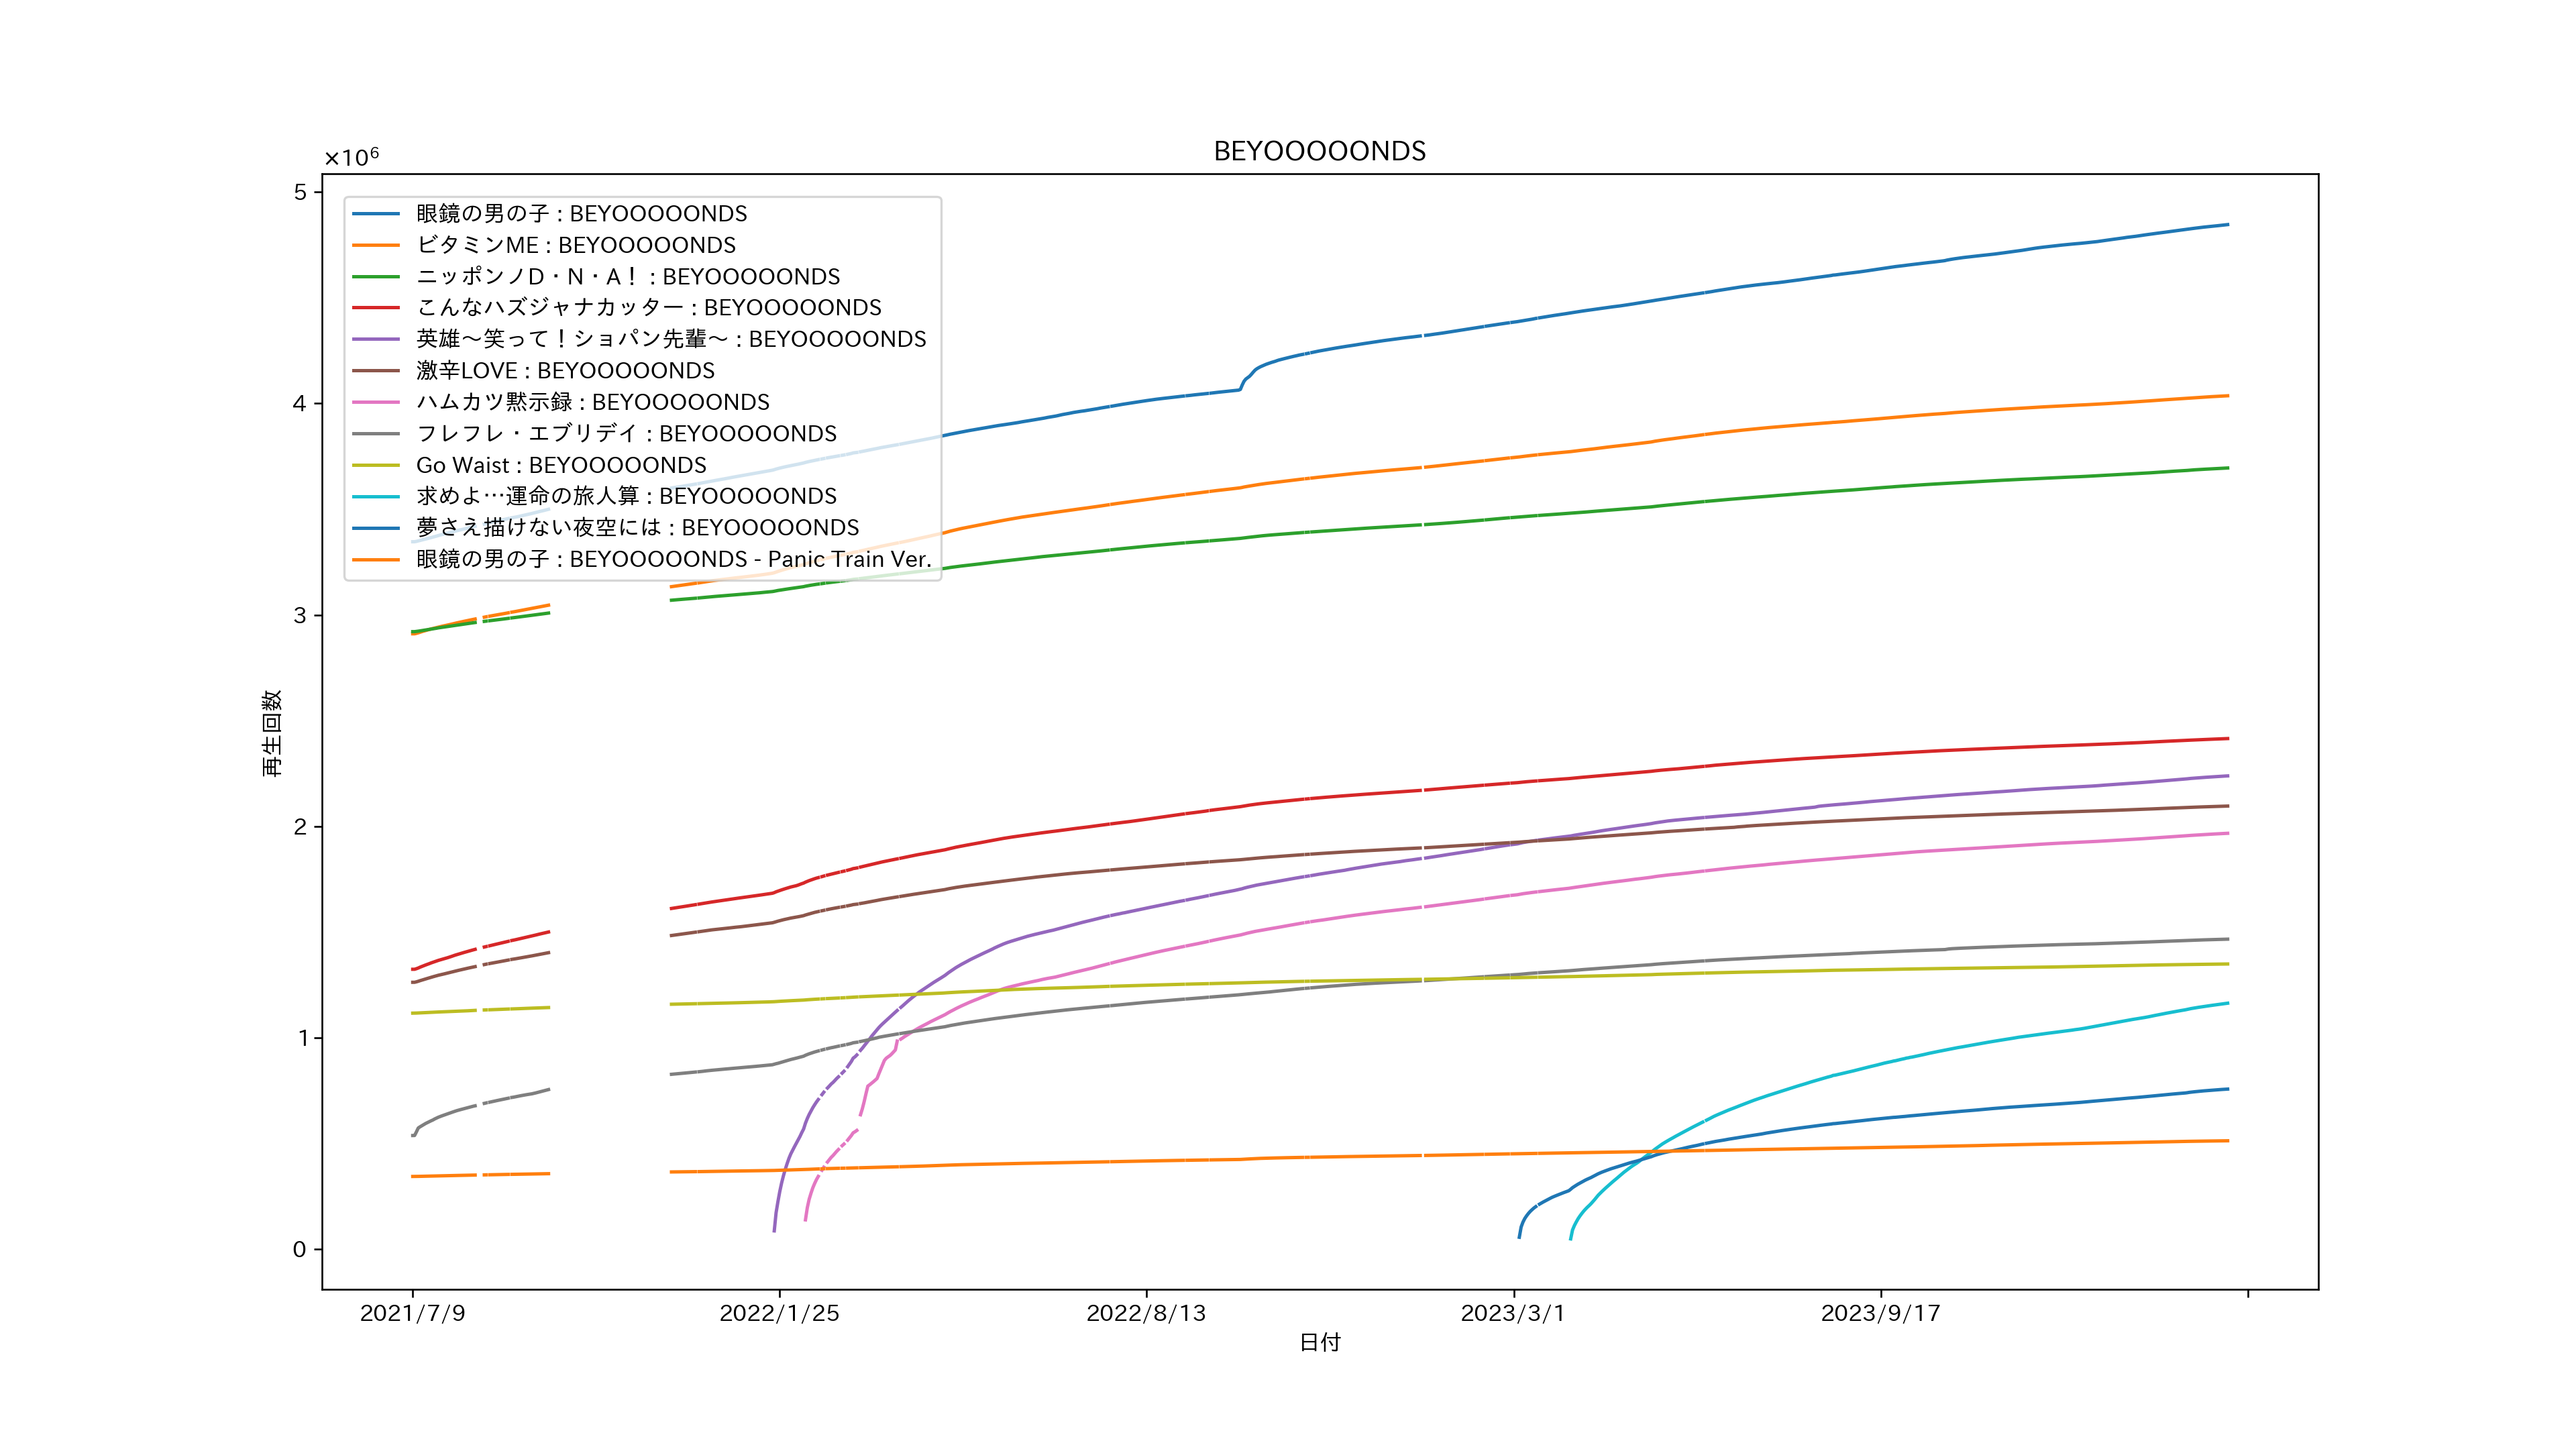 BEYOOOOONDS
×10⁶
5
4
3
2
1
0
再生回数
眼鏡の男の子 : BEYOOOOONDS
ビタミンME : BEYOOOOONDS
ニッポンノD・N・A！ : BEYOOOOONDS
こんなハズジャナカッター : BEYOOOOONDS
英雄〜笑って！ショパン先輩〜 : BEYOOOOONDS
激辛LOVE : BEYOOOOONDS
ハムカツ黙示録 : BEYOOOOONDS
フレフレ・エブリデイ : BEYOOOOONDS
Go Waist : BEYOOOOONDS
求めよ…運命の旅人算 : BEYOOOOONDS
夢さえ描けない夜空には : BEYOOOOONDS
眼鏡の男の子 : BEYOOOOONDS - Panic Train Ver.
2021/7/9 2022/1/25 2022/8/13 2023/3/1 2023/9/17
日付